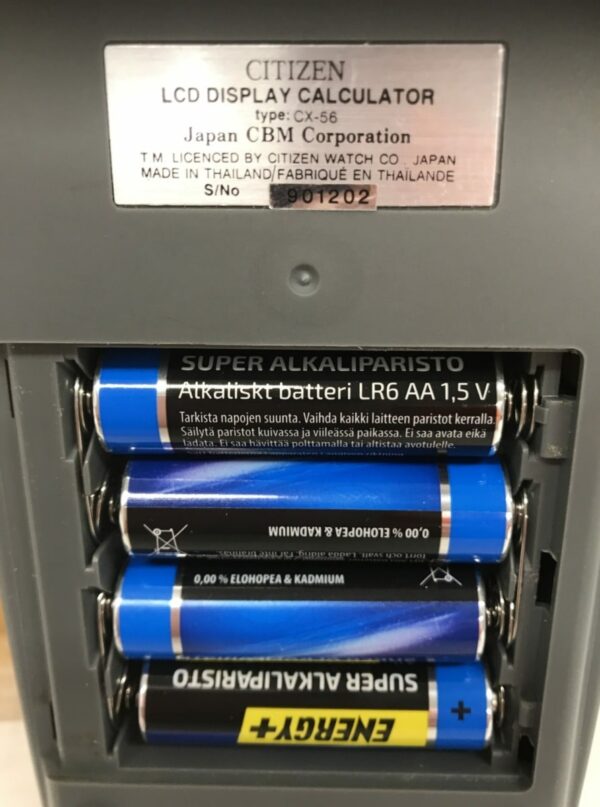 CITIZEN
LCD DISPLAY CALCULATOR
type: CX-56
Japan CBM Corporation
T.M. LICENCED BY CITIZEN WATCH CO., JAPAN
MADE IN THAILAND/FABRIQUÉ EN THAÏLANDE
S/No 901202
SUPER ALKALIPARISTO
Alkaliskt batteri LR6 AA 1,5 V
Tarkista napojen suunta. Vaihda kaikki laitteen paristot kerralla.
Säilytä paristot kuivassa ja viileässä paikassa. Ei saa avata eikä
ladata. Ei saa hävittää polttamalla tai altistaa avotulelle.
0,00 % ELOHOPEA & KADMIUM
0,00 % ELOHOPEA & KADMIUM
SUPER ALKALIPARISTO
ENERGY+
+